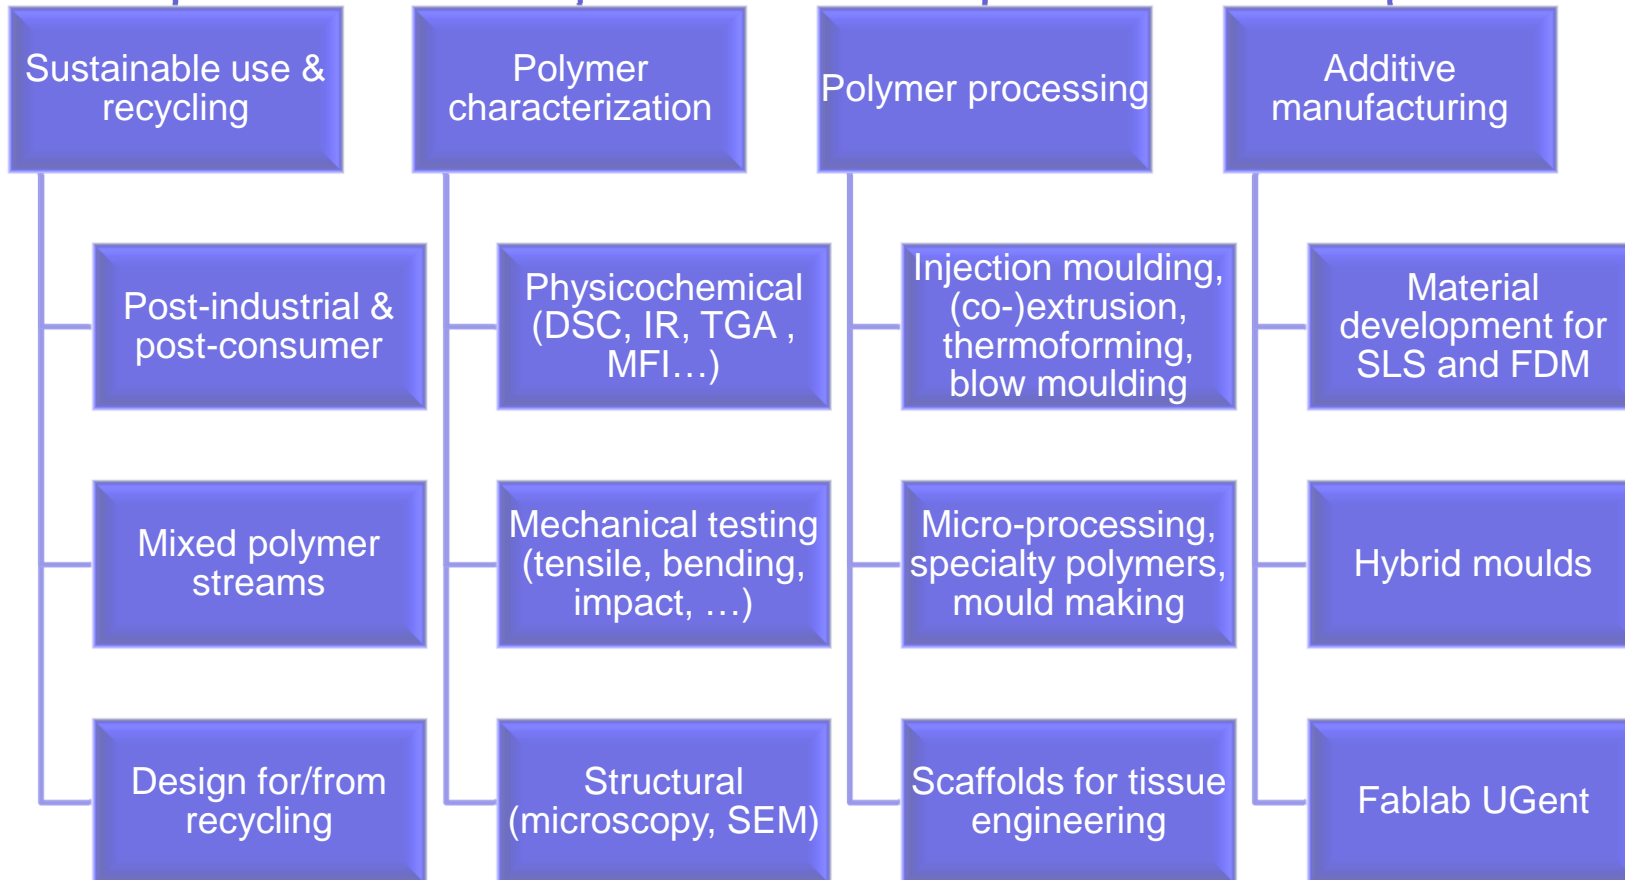 Sustainable use &
recycling
Post-industrial &
post-consumer
Mixed polymer
streams
Design for/from
recycling
Polymer
characterization
Physicochemical
(DSC, IR, TGA ,
MFI…)
Mechanical testing
(tensile, bending,
impact, …)
Structural
(microscopy, SEM)
Polymer processing
Injection moulding,
(co-)extrusion,
thermoforming,
blow moulding
Micro-processing,
specialty polymers,
mould making
Scaffolds for tissue
engineering
Additive
manufacturing
Material
development for
SLS and FDM
Hybrid moulds
Fablab UGent